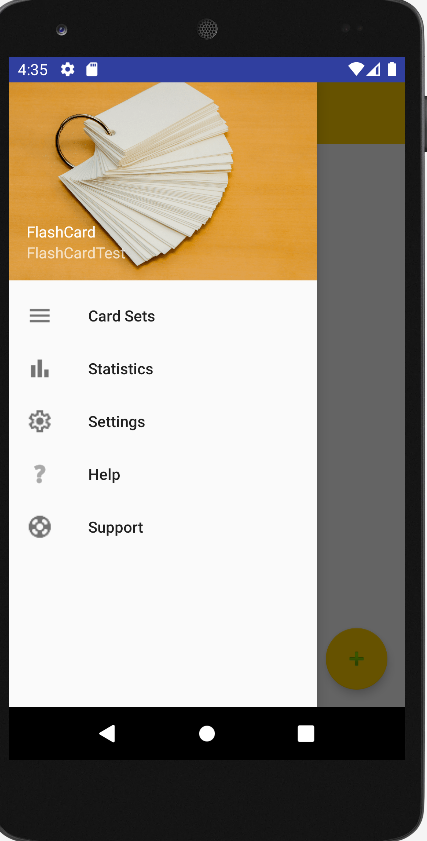 4:35
FlashCard
FlashCardTest
Card Sets
Statistics
Settings
Help
Support